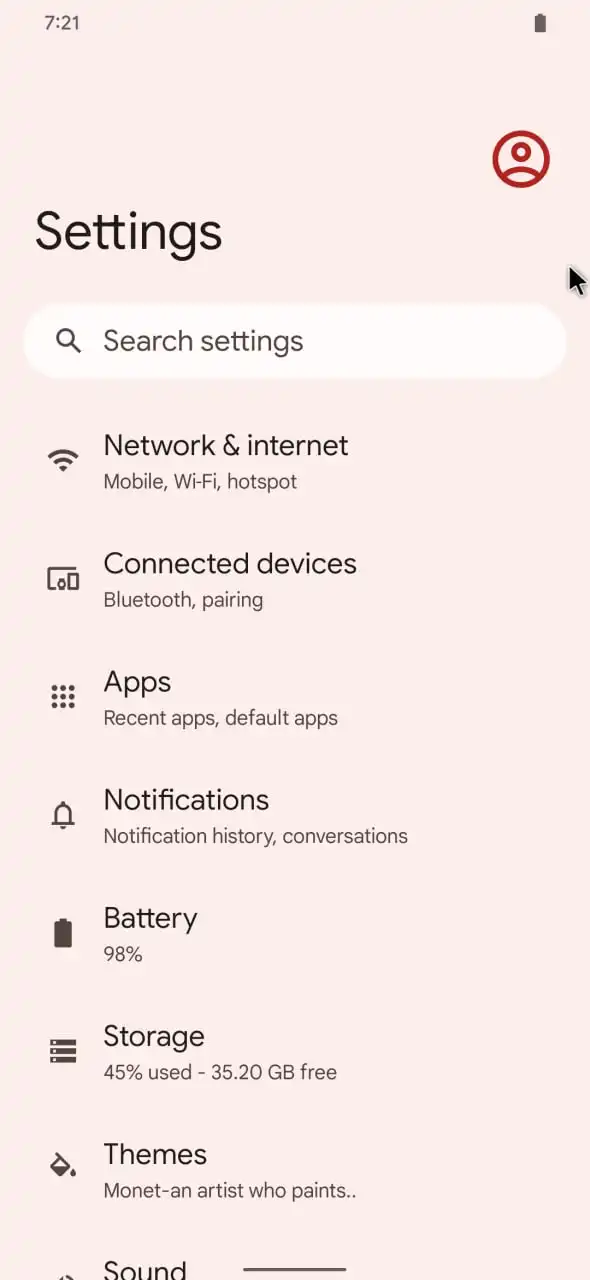 7:21
Settings
Search settings
Network & internet
Mobile, Wi-Fi, hotspot
Connected devices
Bluetooth, pairing
Apps
Recent apps, default apps
Notifications
Notification history, conversations
Battery
98%
Storage
45% used - 35.20 GB free
Themes
Monet-an artist who paints..
Sound